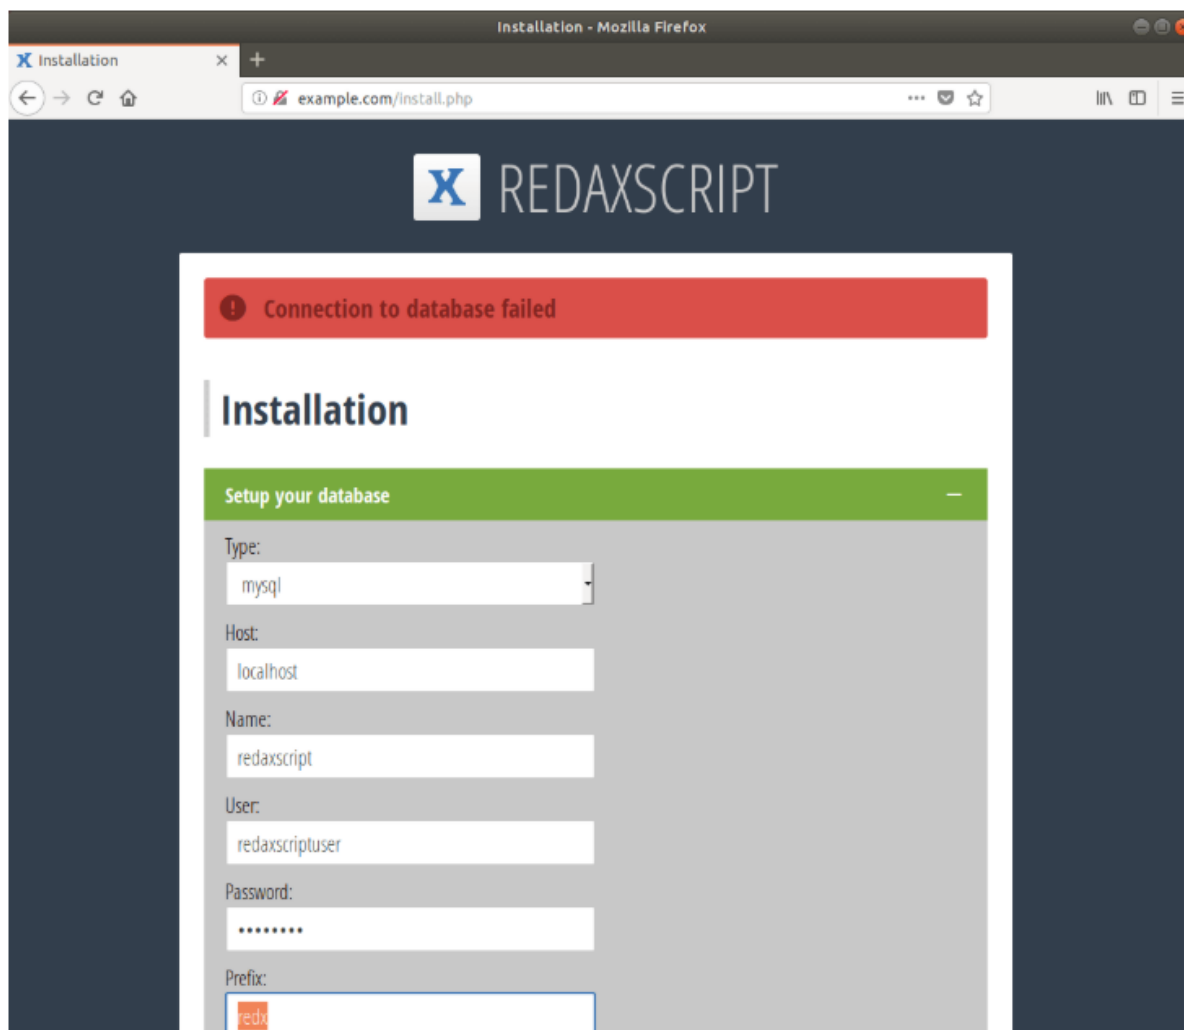 Installation - Mozilla Firefox
Installation
example.com/install.php
X REDAXSCRIPT
Connection to database failed
Installation
Setup your database
Type:
mysql
Host:
localhost
Name:
redaxscript
User:
redaxscriptuser
Password:
••••••••
Prefix:
redx